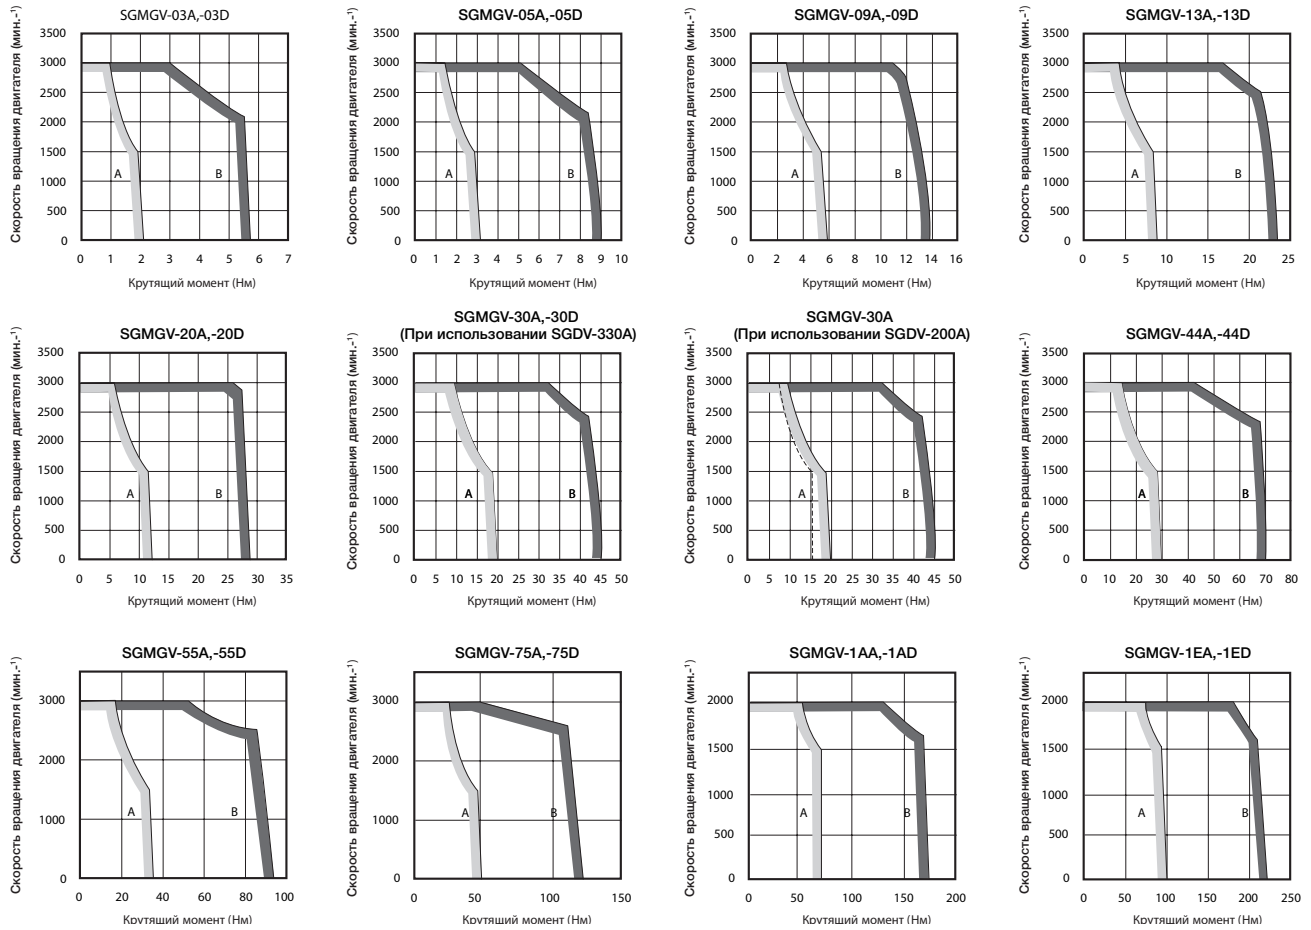 SGMGV-03A,-03D
Скорость вращения двигателя (мин.-¹)
3500
3000
2500
2000
1500
1000
500
0
A
B
0 1 2 3 4 5 6 7
Крутящий момент (Нм)
SGMGV-05A,-05D
Скорость вращения двигателя (мин.-¹)
3500
3000
2500
2000
1500
1000
500
0
A
B
0 1 2 3 4 5 6 7 8 9 10
Крутящий момент (Нм)
SGMGV-09A,-09D
Скорость вращения двигателя (мин.-¹)
3500
3000
2500
2000
1500
1000
500
0
A
B
0 2 4 6 8 10 12 14 16
Крутящий момент (Нм)
SGMGV-13A,-13D
Скорость вращения двигателя (мин.-¹)
3500
3000
2500
2000
1500
1000
500
0
A
B
0 5 10 15 20 25
Крутящий момент (Нм)
SGMGV-20A,-20D
Скорость вращения двигателя (мин.-¹)
3500
3000
2500
2000
1500
1000
500
0
A
B
0 5 10 15 20 25 30 35
Крутящий момент (Нм)
SGMGV-30A,-30D
(При использовании SGDV-330A)
Скорость вращения двигателя (мин.-¹)
3500
3000
2500
2000
1500
1000
500
0
A
B
0 5 10 15 20 25 30 35 40 45 50
Крутящий момент (Нм)
SGMGV-30A
(При использовании SGDV-200A)
Скорость вращения двигателя (мин.-¹)
3500
3000
2500
2000
1500
1000
500
0
A
B
0 5 10 15 20 25 30 35 40 45 50
Крутящий момент (Нм)
SGMGV-44A,-44D
Скорость вращения двигателя (мин.-¹)
3500
3000
2500
2000
1500
1000
500
0
A
B
0 10 20 30 40 50 60 70 80
Крутящий момент (Нм)
SGMGV-55A,-55D
Скорость вращения двигателя (мин.-¹)
3500
3000
2000
1000
0
A
B
0 20 40 60 80 100
Крутящий момент (Нм)
SGMGV-75A,-75D
Скорость вращения двигателя (мин.-¹)
3500
3000
2000
1000
0
A
B
0 50 100 150
Крутящий момент (Нм)
SGMGV-1AA,-1AD
Скорость вращения двигателя (мин.-¹)
2000
1500
1000
500
0
A
B
0 50 100 150 200
Крутящий момент (Нм)
SGMGV-1EA,-1ED
Скорость вращения двигателя (мин.-¹)
2000
1500
1000
500
0
A
B
0 50 100 150 200 250
Крутящий момент (Нм)